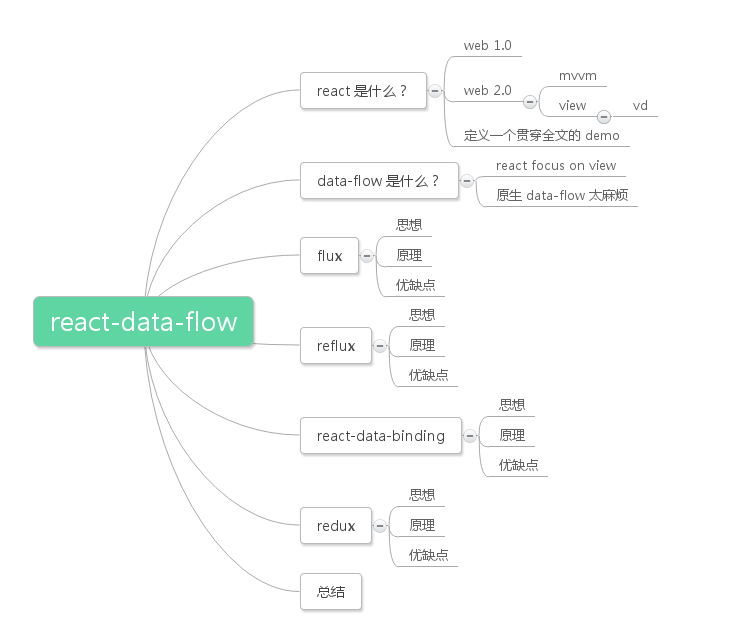 react-data-flow
react 是什么？
web 1.0
web 2.0
mvvm
view
vd
定义一个贯穿全文的 demo
data-flow 是什么？
react focus on view
原生 data-flow 太麻烦
flux
思想
原理
优缺点
reflux
思想
原理
优缺点
react-data-binding
思想
原理
优缺点
redux
思想
原理
优缺点
总结